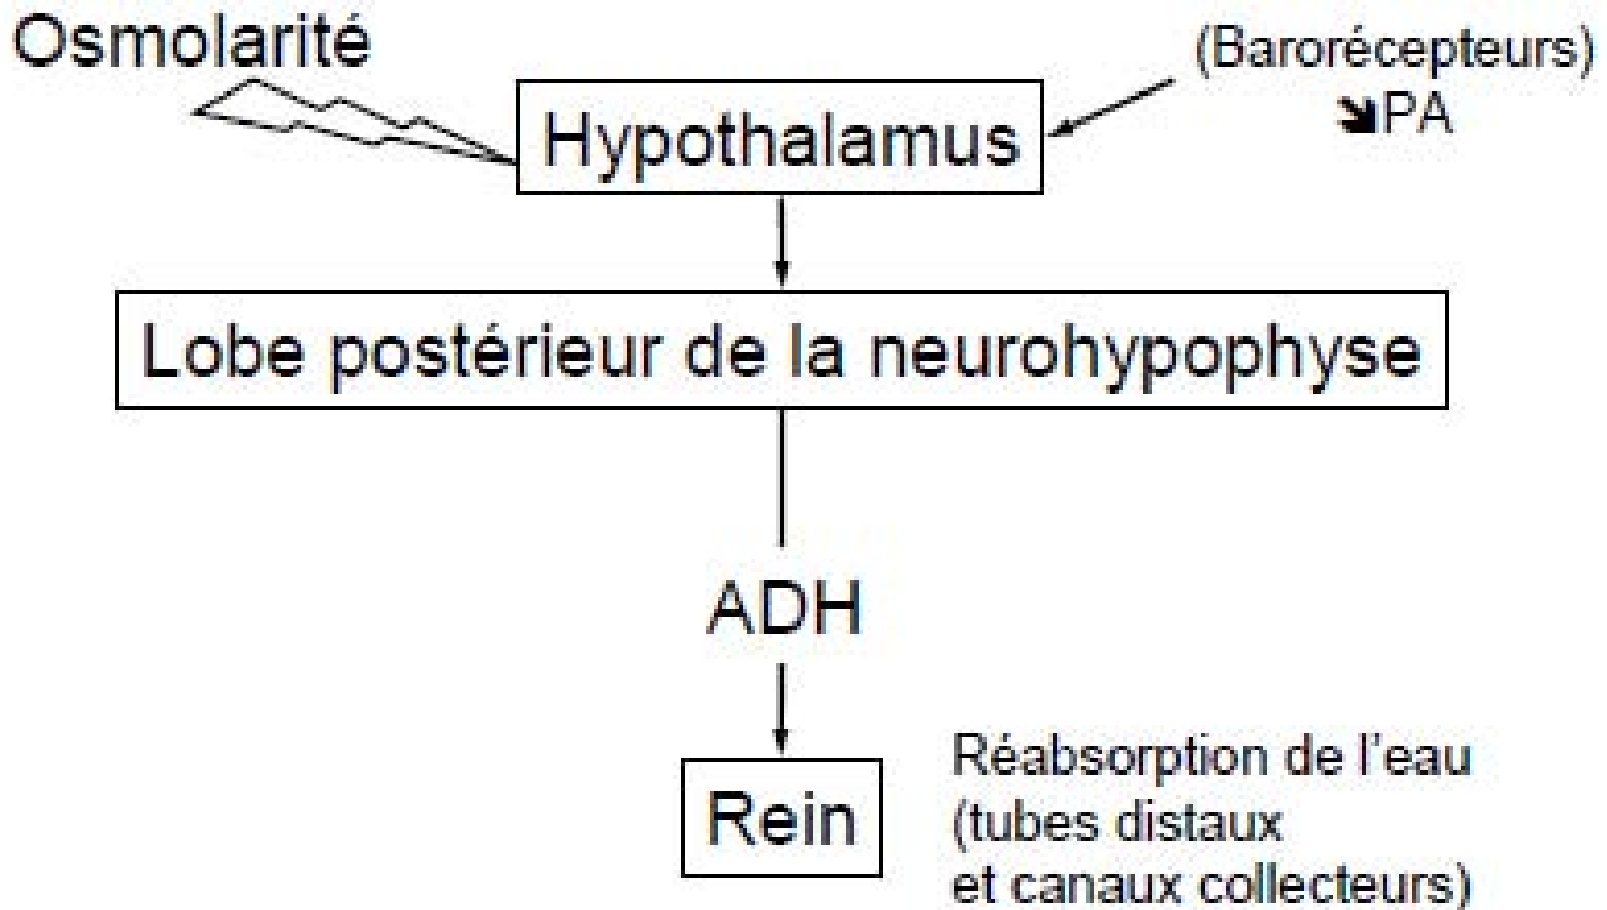 Osmolarité
(Barorécepteurs)
➘PA
Hypothalamus
Lobe postérieur de la neurohypophyse
ADH
Rein
Réabsorption de l'eau
(tubes distaux
et canaux collecteurs)